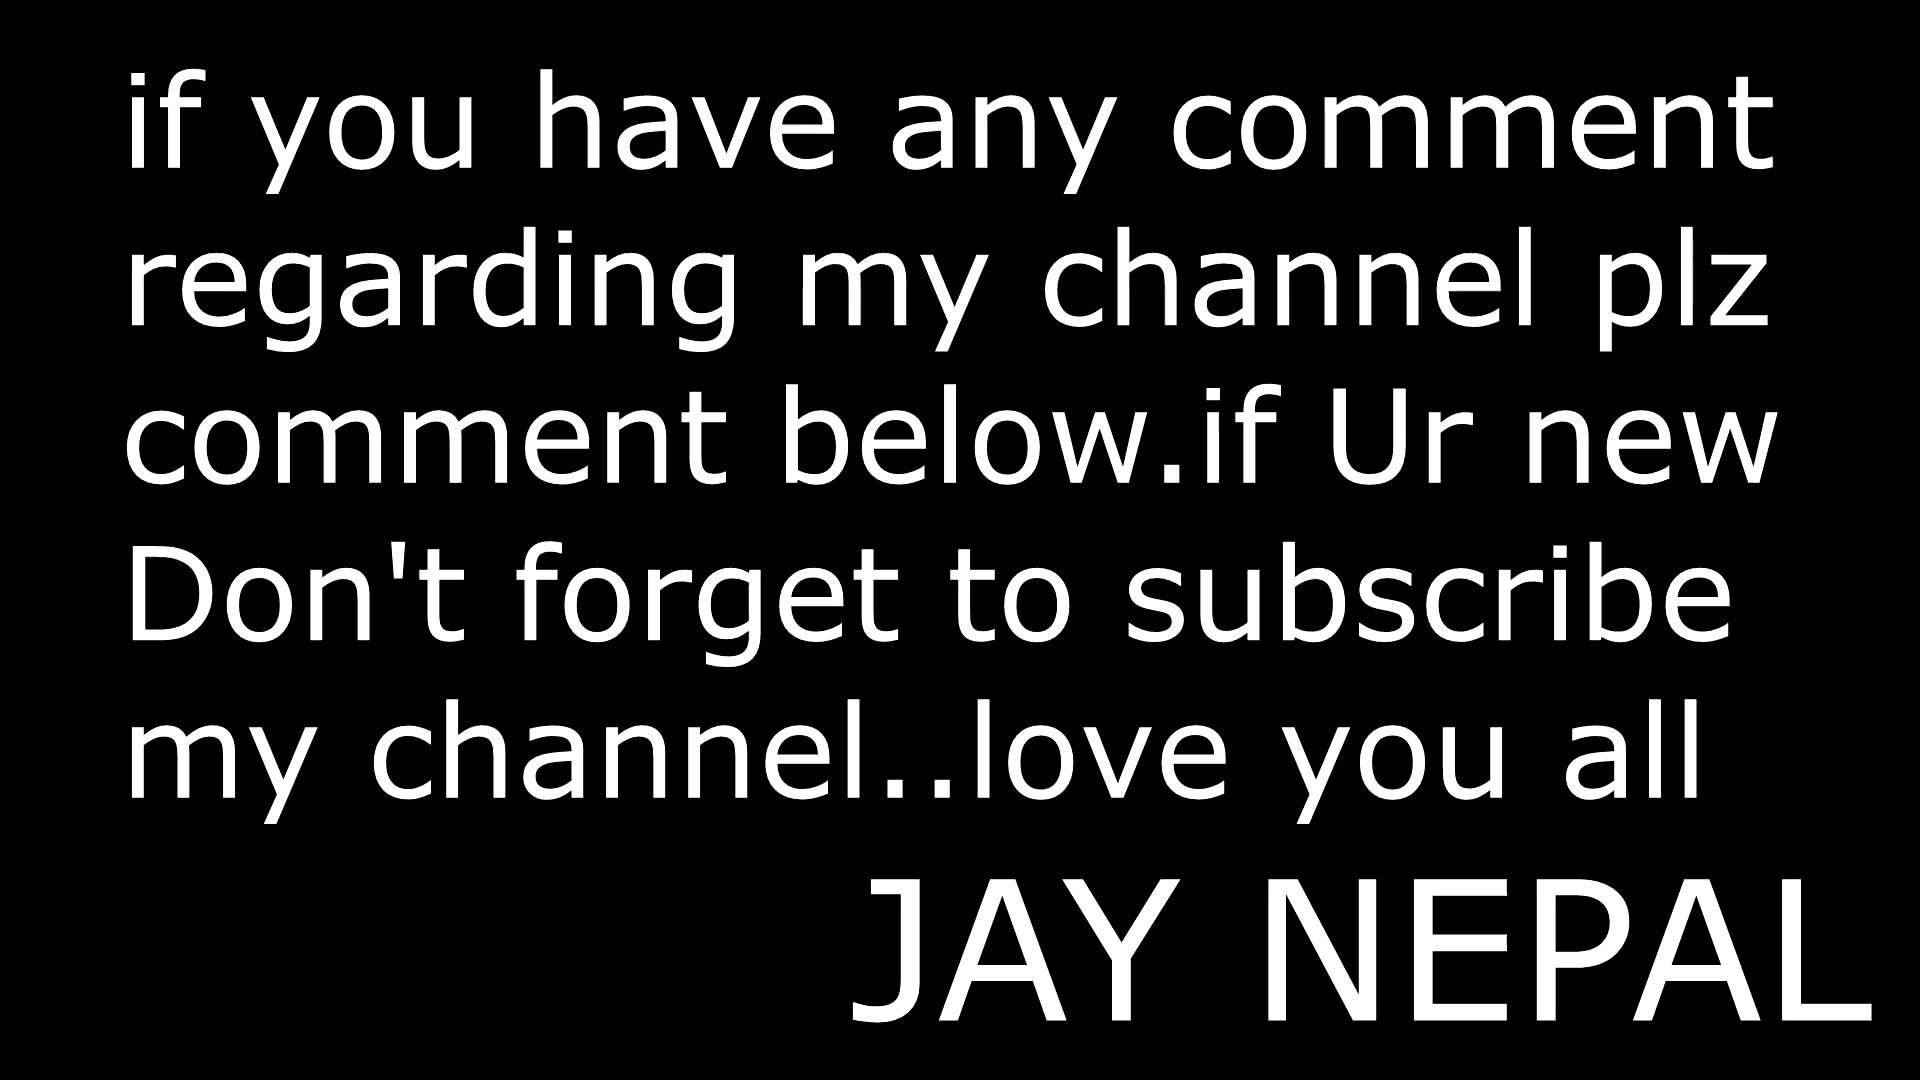 if you have any comment
regarding my channel plz
comment below.if Ur new
Don't forget to subscribe
my channel..love you all
JAY NEPAL